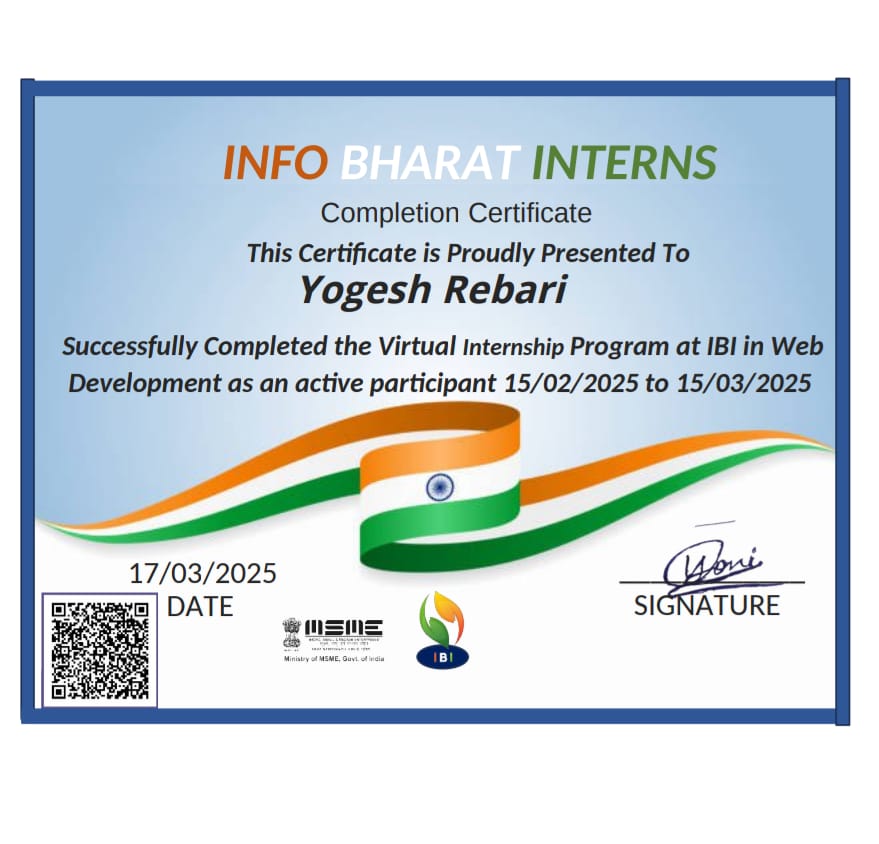 INFO BHARAT INTERNS
Completion Certificate
This Certificate is Proudly Presented To
Yogesh Rebari
Successfully Completed the Virtual Internship Program at IBI in Web
Development as an active participant 15/02/2025 to 15/03/2025
17/03/2025
DATE
SIGNATURE
MSME
Ministry of MSME, Govt. of India
IBI